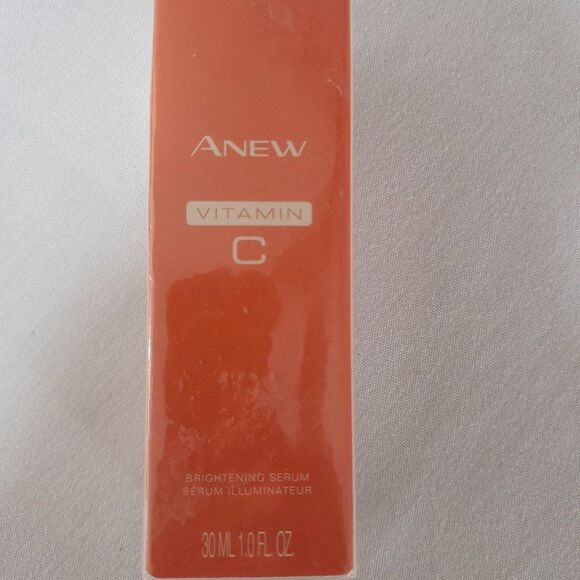 ANEW
VITAMIN
C
BRIGHTENING SERUM
SÉRUM ILLUMINATEUR
30 ML 1.0 FL. OZ.